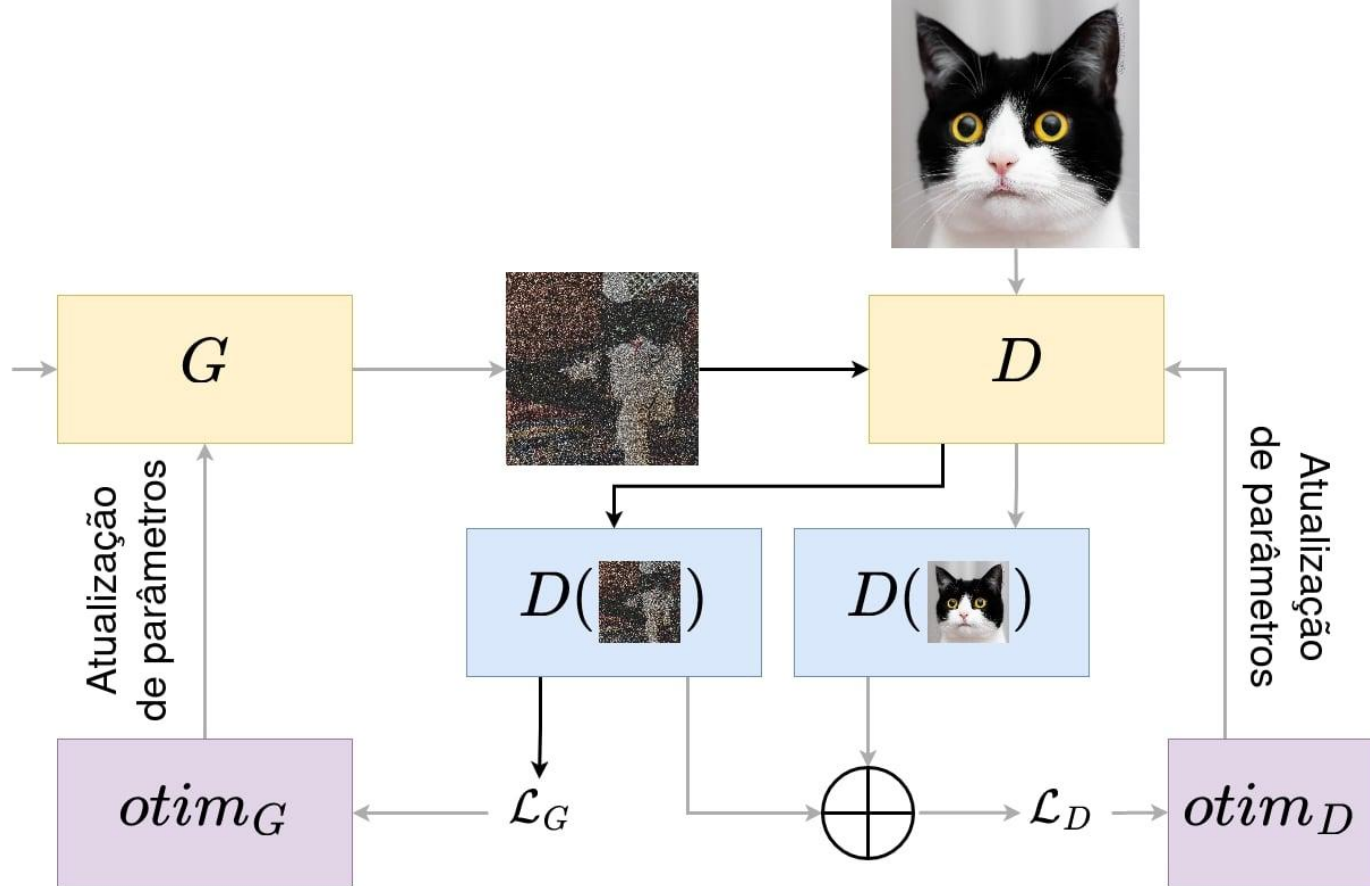 G
D
Atualização
de parâmetros
D( )
D( )
Atualização
de parâmetros
otim_G
ℒ_G
ℒ_D
otim_D